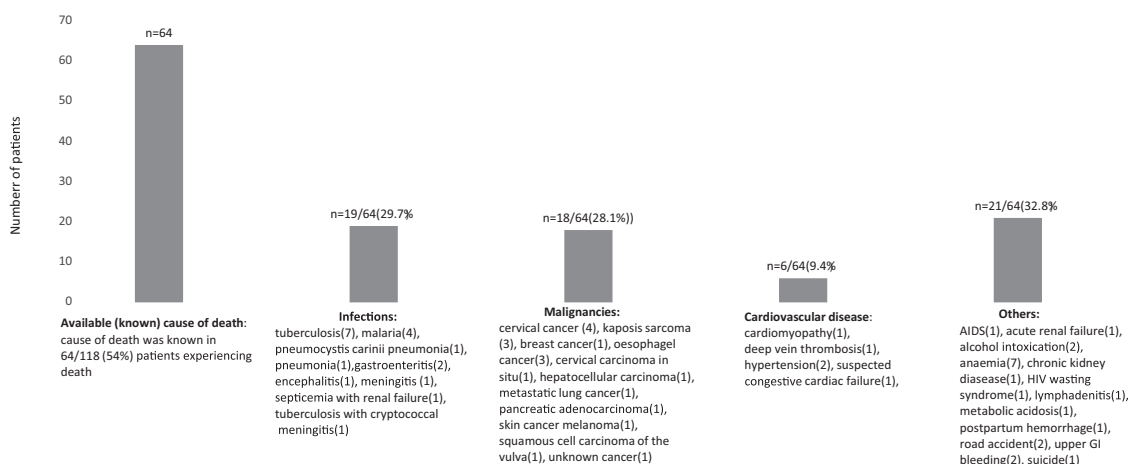 Numberr of patients
70
60
50
40
30
20
10
0
n=64
n=19/64(29.7%
n=18/64(28.1%))
n=6/64(9.4%
n=21/64(32.8%
Available (known) cause of death:
cause of death was known in
64/118 (54%) patients experiencing
death
Infections:
tuberculosis(7), malaria(4),
pneumocystis carinii pneumonia(1),
pneumonia(1),gastroenteritis(2),
encephalitis(1), meningitis (1),
septicemia with renal failure(1),
tuberculosis with cryptococcal
meningitis(1)
Malignancies:
cervical cancer (4), kaposis sarcoma
(3), breast cancer(1), oesophagel
cancer(3), cervical carcinoma in
situ(1), hepatocellular carcinoma(1),
metastatic lung cancer(1),
pancreatic adenocarcinoma(1),
skin cancer melanoma(1),
squamous cell carcinoma of the
vulva(1), unknown cancer(1)
Cardiovascular disease:
cardiomyopathy(1),
deep vein thrombosis(1),
hypertension(2), suspected
congestive cardiac failure(1),
Others:
AIDS(1), acute renal failure(1),
alcohol intoxication(2),
anaemia(7), chronic kidney
diasease(1), HIV wasting
syndrome(1), lymphadenitis(1),
metabolic acidosis(1),
postpartum hemorrhage(1),
road accident(2), upper GI
bleeding(2), suicide(1)